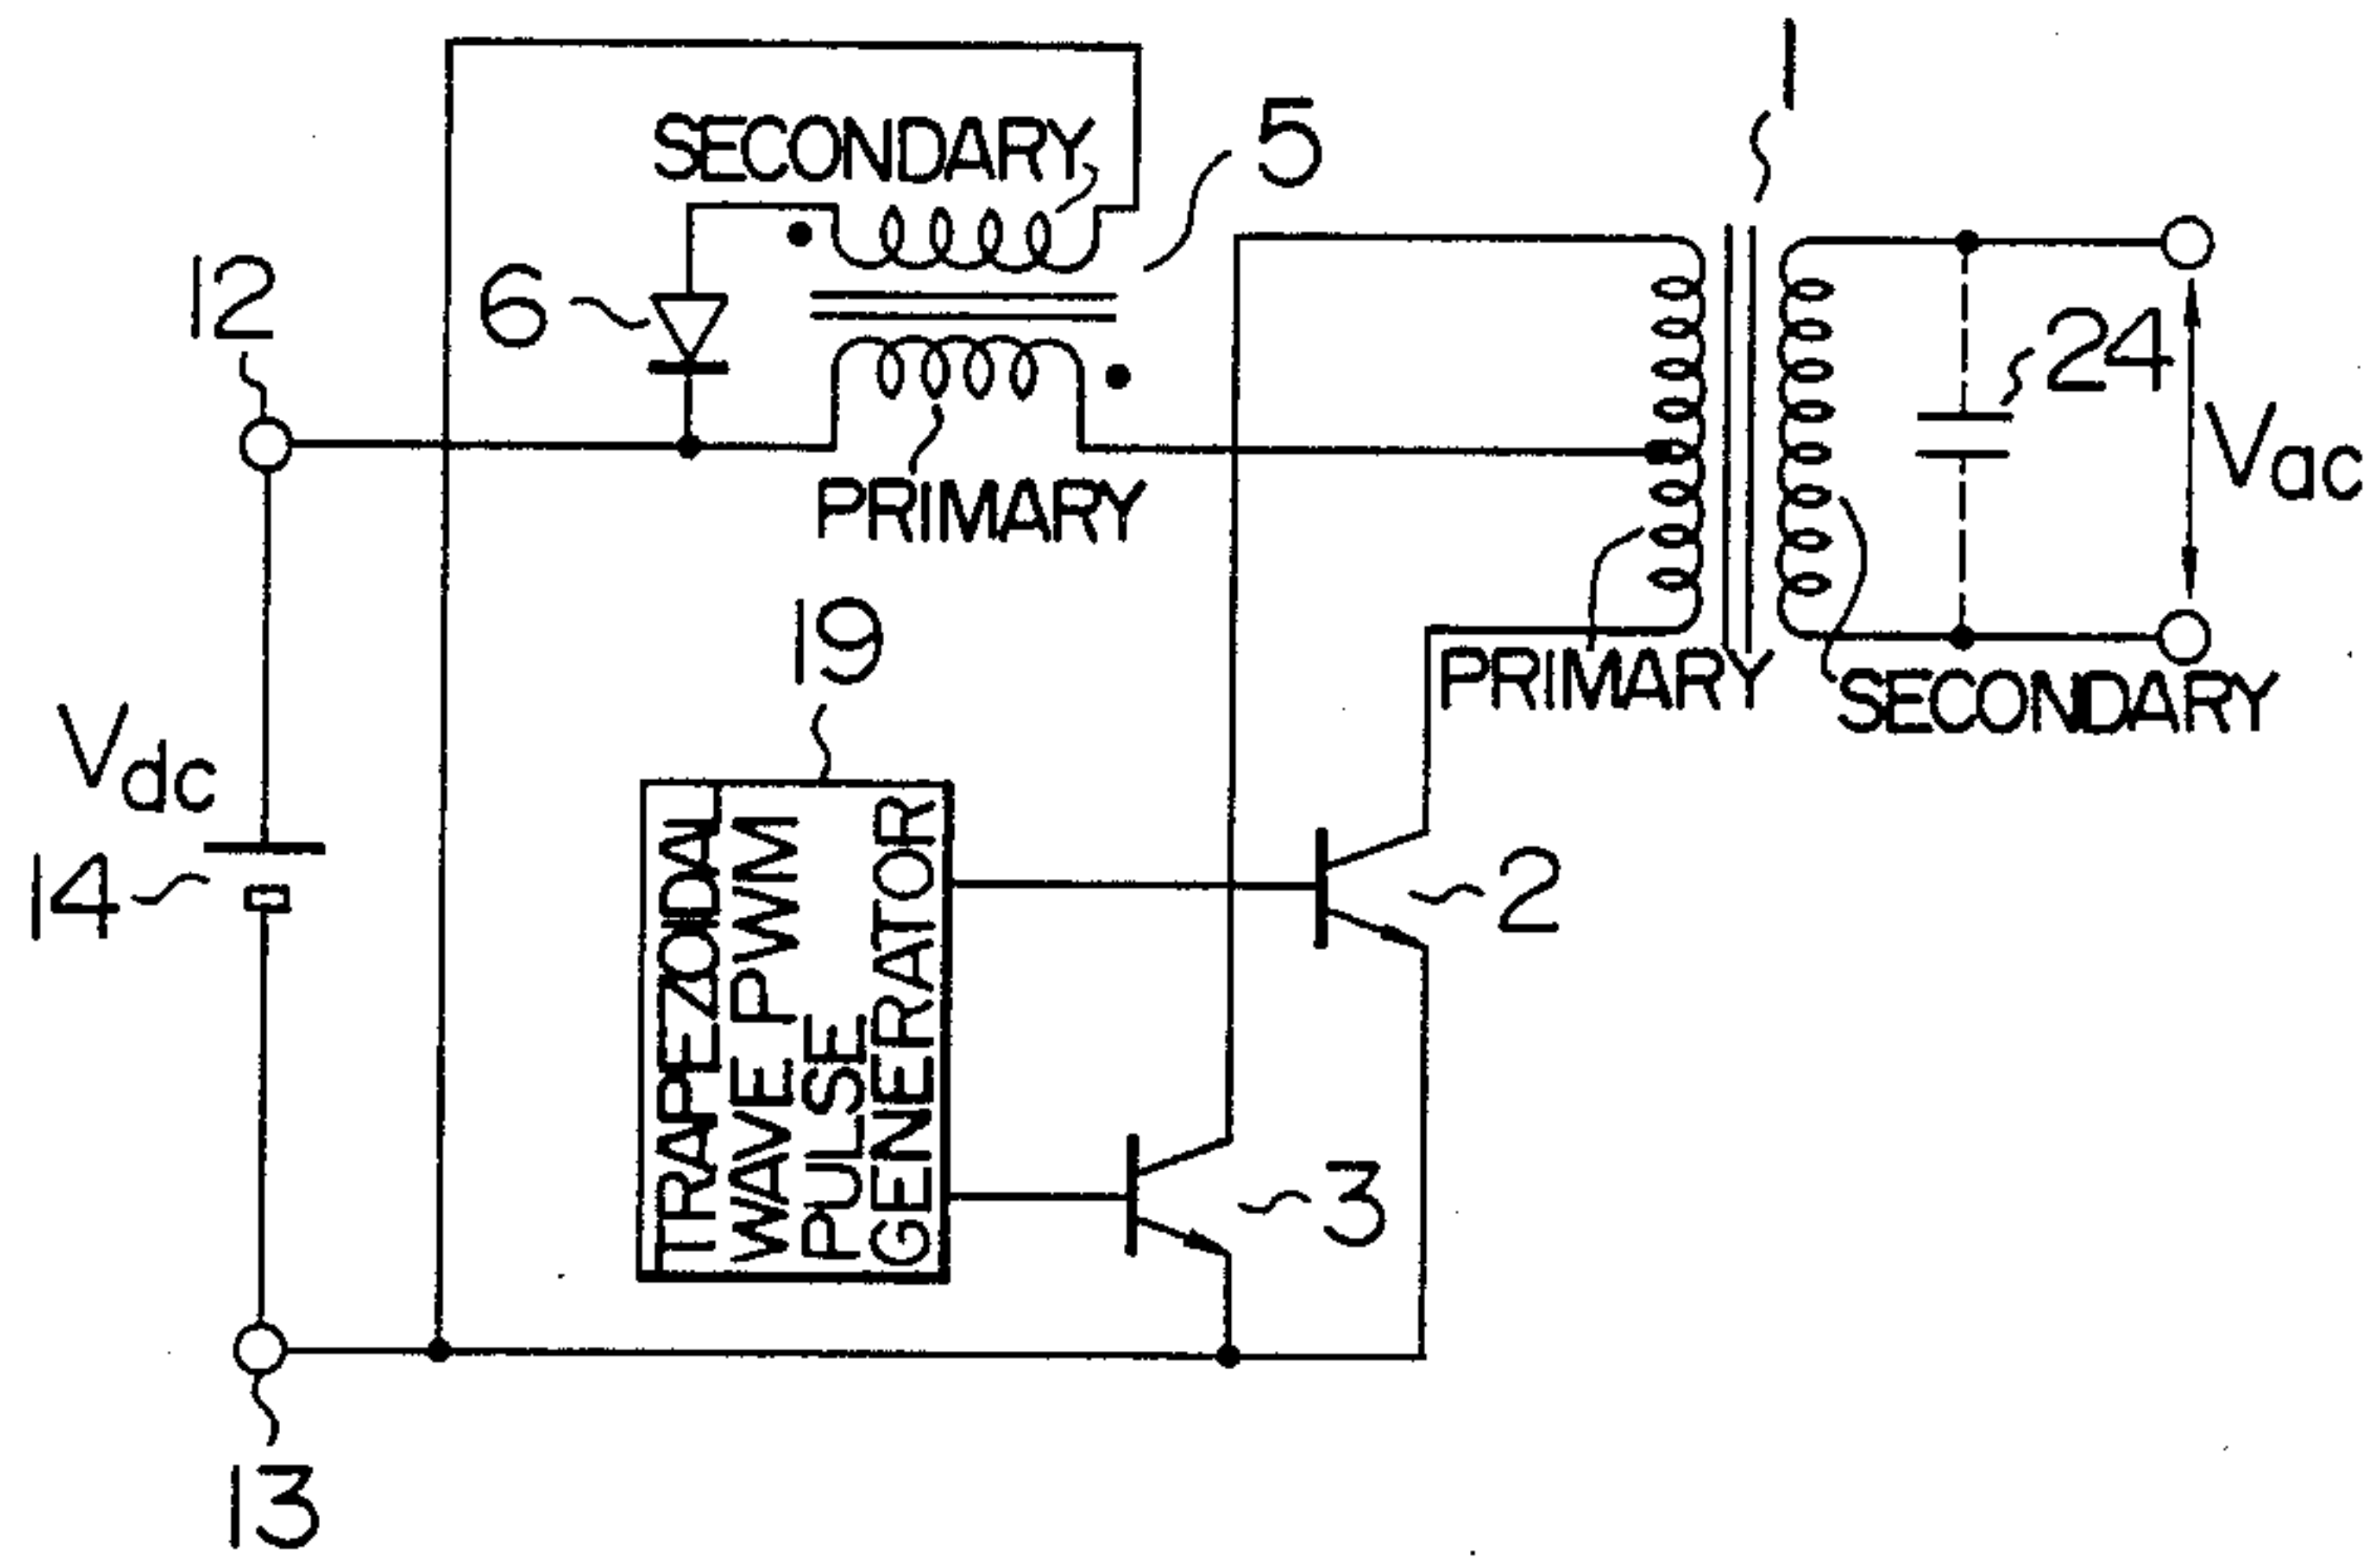 1
SECONDARY
5
12
6
24
Vac
PRIMARY
19
PRIMARY
SECONDARY
Vdc
14
TRAPEZOIDAL
WAVE PWM
PULSE
GENERATOR
2
3
13